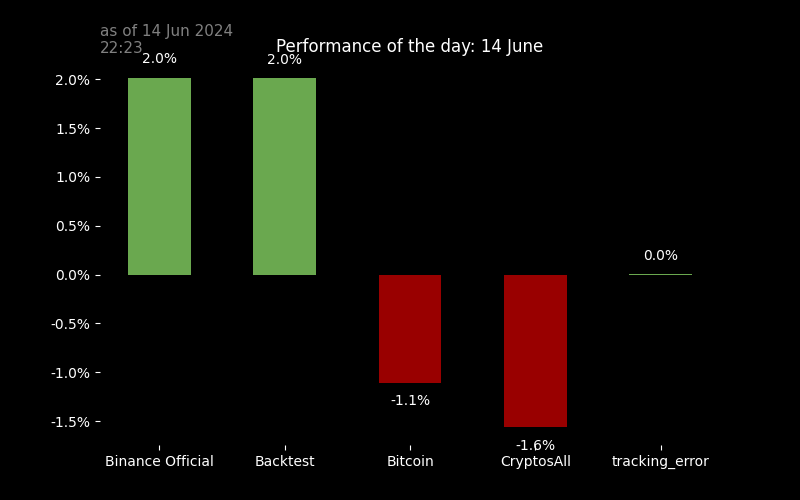 as of 14 Jun 2024
22:23
Performance of the day: 14 June
2.0%
2.0%
2.0%
1.5%
1.0%
0.5%
0.0%
0.0%
-0.5%
-1.0%
-1.1%
-1.5%
-1.6%
Binance Official
Backtest
Bitcoin
CryptosAll
tracking_error